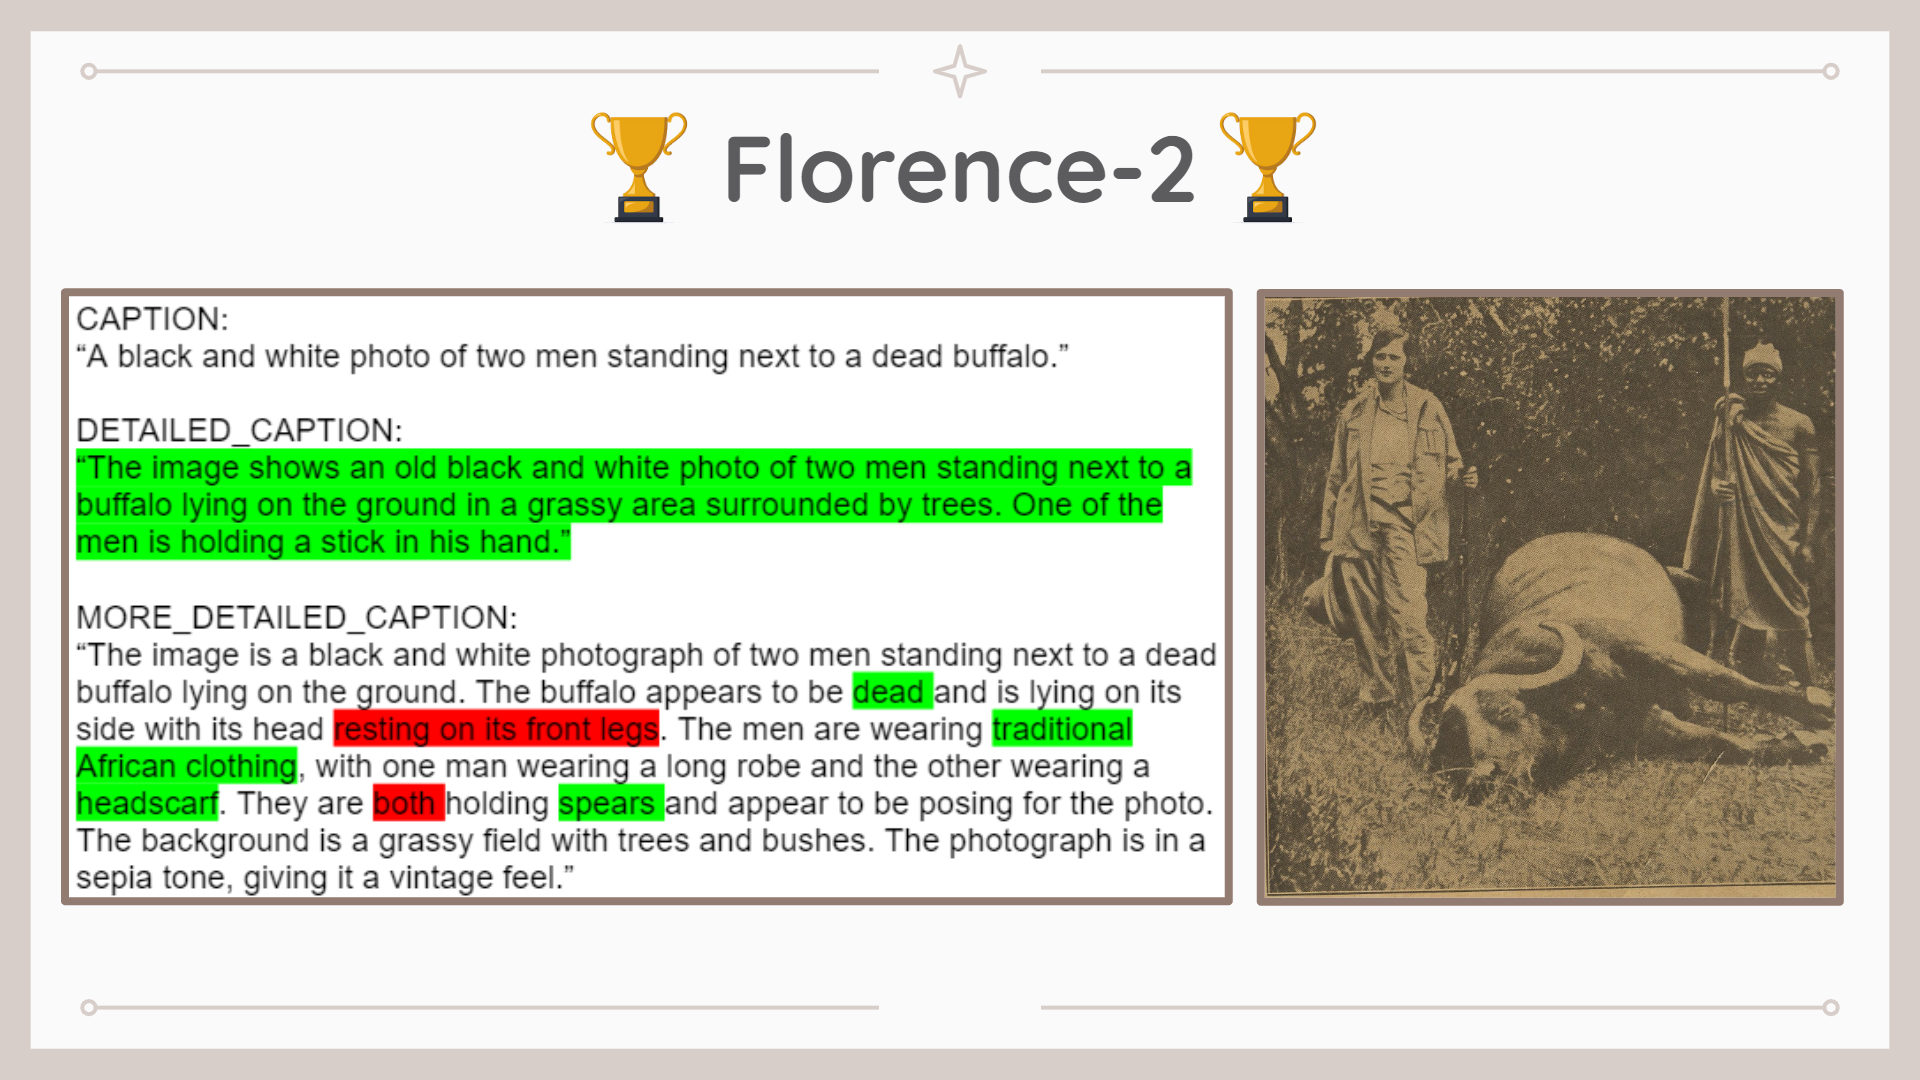 Florence-2
CAPTION:
“A black and white photo of two men standing next to a dead buffalo.”
DETAILED_CAPTION:
“The image shows an old black and white photo of two men standing next to a
buffalo lying on the ground in a grassy area surrounded by trees. One of the
men is holding a stick in his hand.”
MORE_DETAILED_CAPTION:
“The image is a black and white photograph of two men standing next to a dead
buffalo lying on the ground. The buffalo appears to be dead and is lying on its
side with its head resting on its front legs. The men are wearing traditional
African clothing, with one man wearing a long robe and the other wearing a
headscarf. They are both holding spears and appear to be posing for the photo.
The background is a grassy field with trees and bushes. The photograph is in a
sepia tone, giving it a vintage feel.”